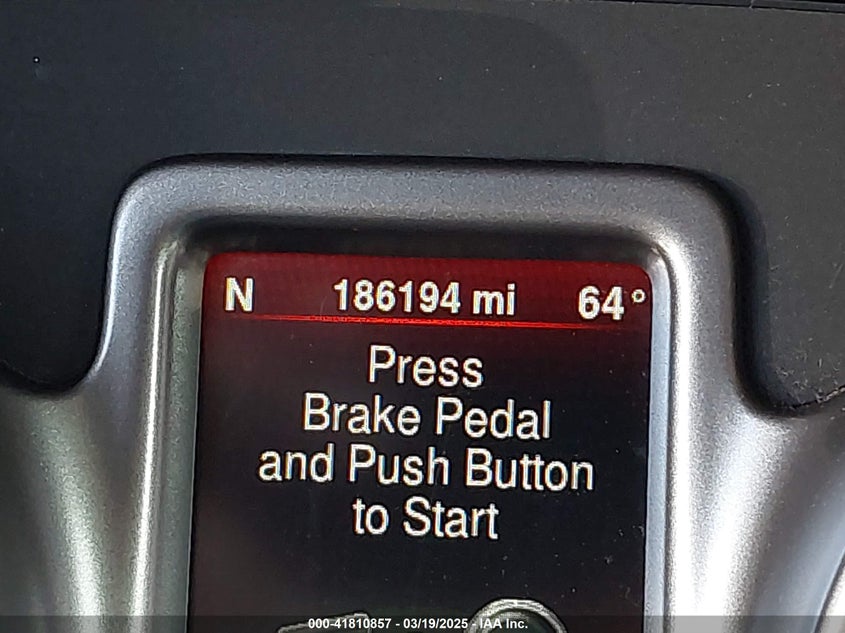 N 186194 mi 64°
Press
Brake Pedal
and Push Button
to Start
000-41810857 - 03/19/2025 - IAA Inc.